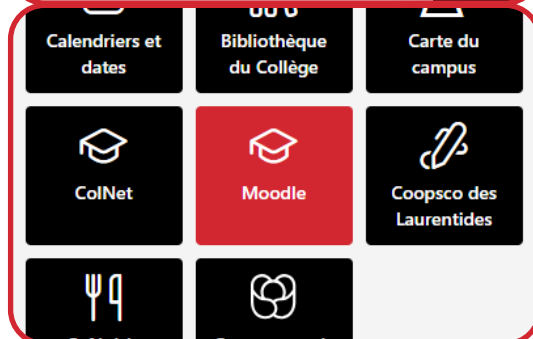 Calendriers et
dates
Bibliothèque
du Collège
Carte du
campus
ColNet
Moodle
Coopsco des
Laurentides